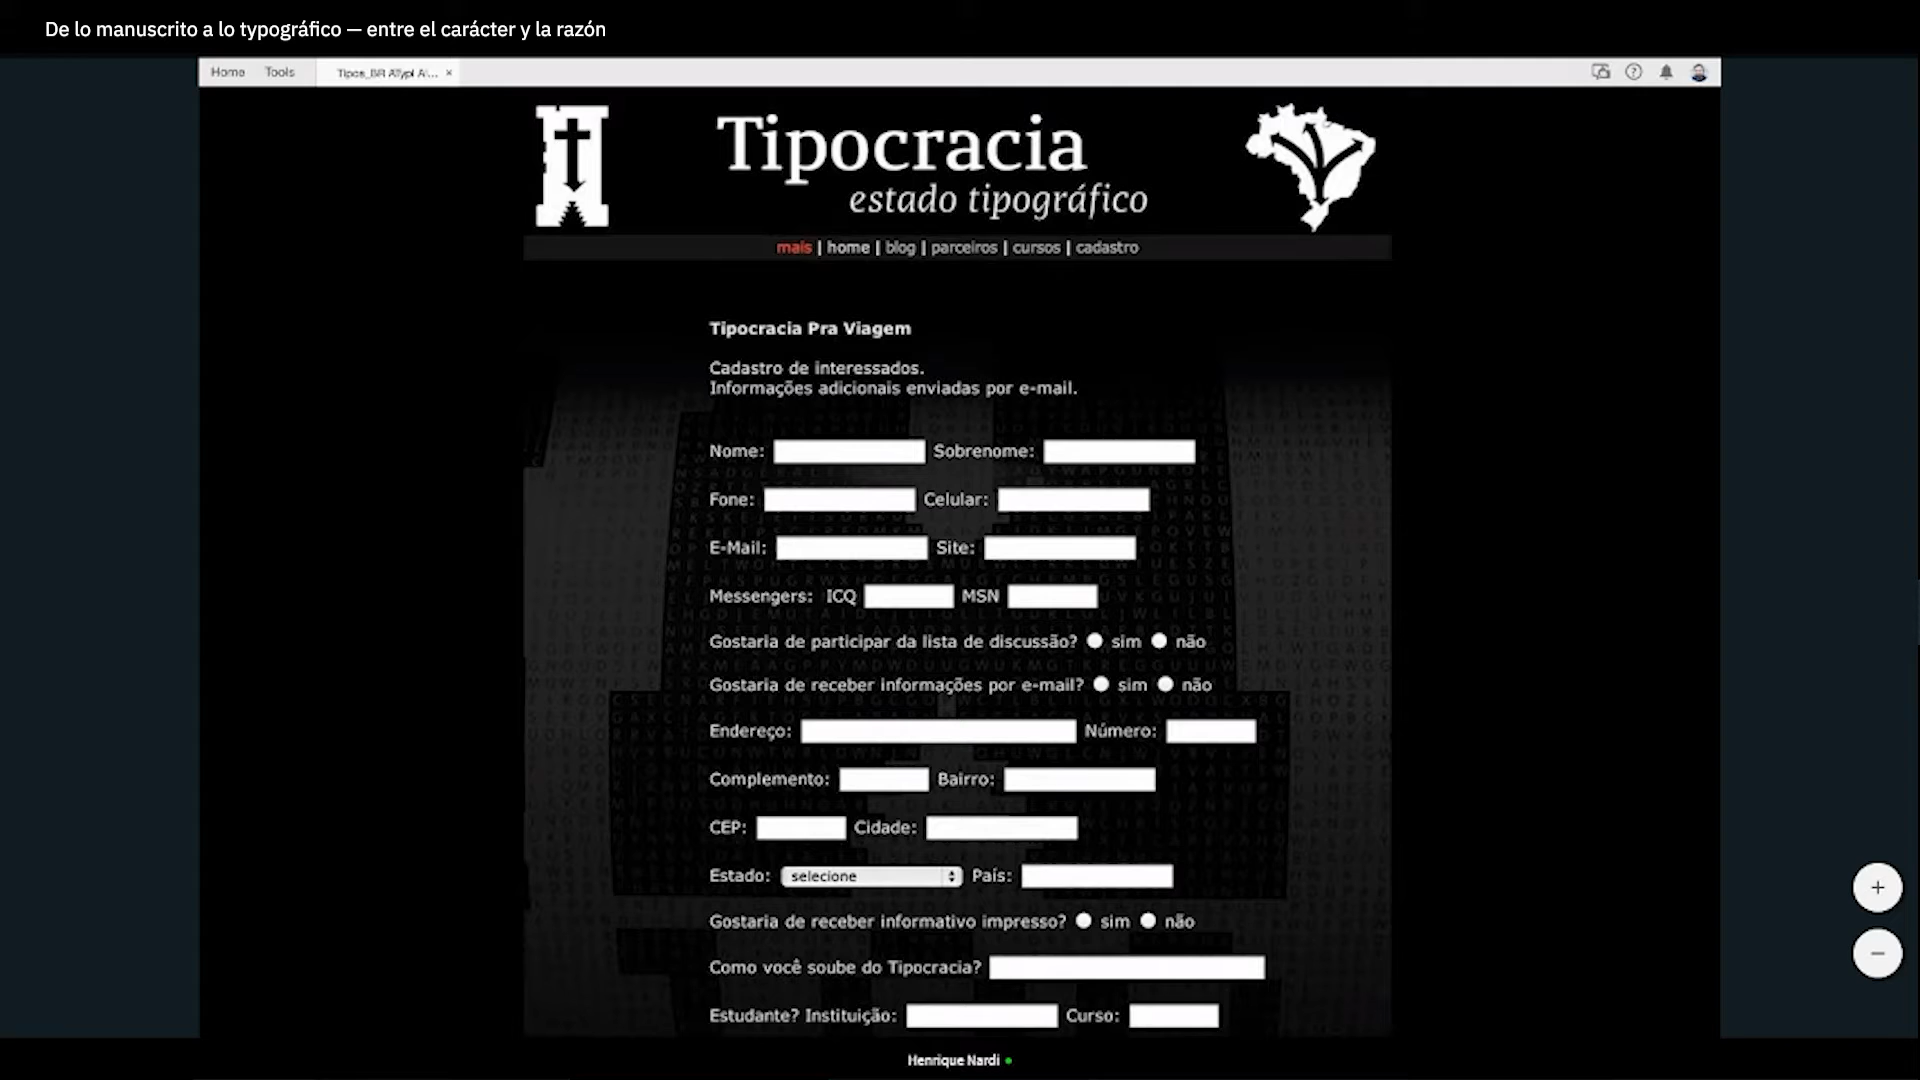 De lo manuscrito a lo typográfico — entre el carácter y la razón
Home Tools Tipos_BR ATypI Al... ×
Tipocracia
estado tipográfico
mais | home | blog | parceiros | cursos | cadastro
Tipocracia Pra Viagem
Cadastro de interessados.
Informações adicionais enviadas por e-mail.
Nome: Sobrenome:
Fone: Celular:
E-Mail: Site:
Messengers: ICQ MSN
Gostaria de participar da lista de discussão? sim não
Gostaria de receber informações por e-mail? sim não
Endereço: Número:
Complemento: Bairro:
CEP: Cidade:
Estado: selecione País:
Gostaria de receber informativo impresso? sim não
Como você soube do Tipocracia?
Estudante? Instituição: Curso:
Henrique Nardi